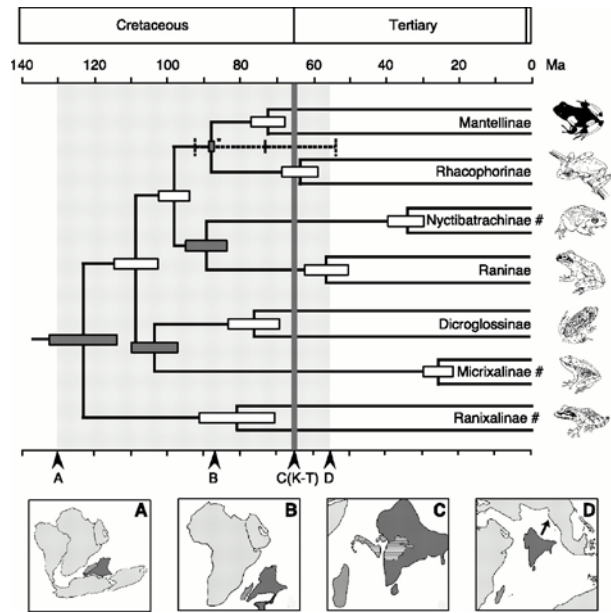 Cretaceous Tertiary
140 120 100 80 60 40 20 0 Ma
Mantellinae
*
Rhacophorinae
Nyctibatrachinae #
Raninae
Dicroglossinae
Micrixalinae #
Ranixalinae #
A B C(K-T) D
A B C D